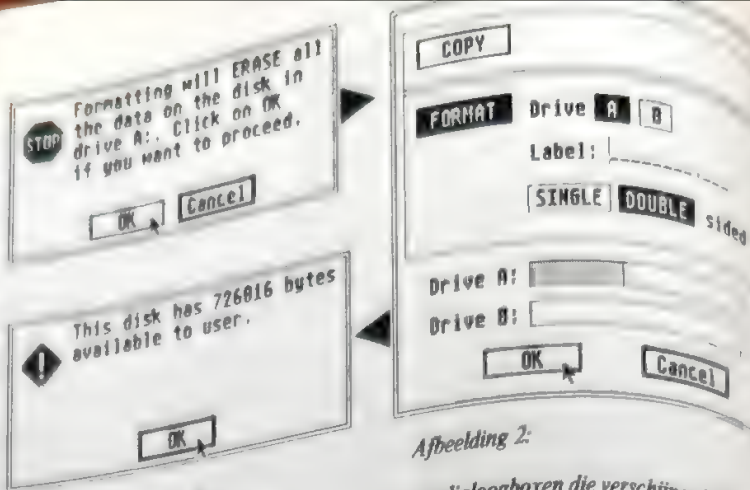 STOP
Formatting will ERASE all
the data on the disk in
drive A:. Click on OK
if you want to proceed.
OK
Cancel
This disk has 726016 bytes
available to user.
OK
COPY
FORMAT Drive A B
Label:
SINGLE DOUBLE sided
Drive A:
Drive B:
OK Cancel
Afbeelding 2:
dialoogboxen die